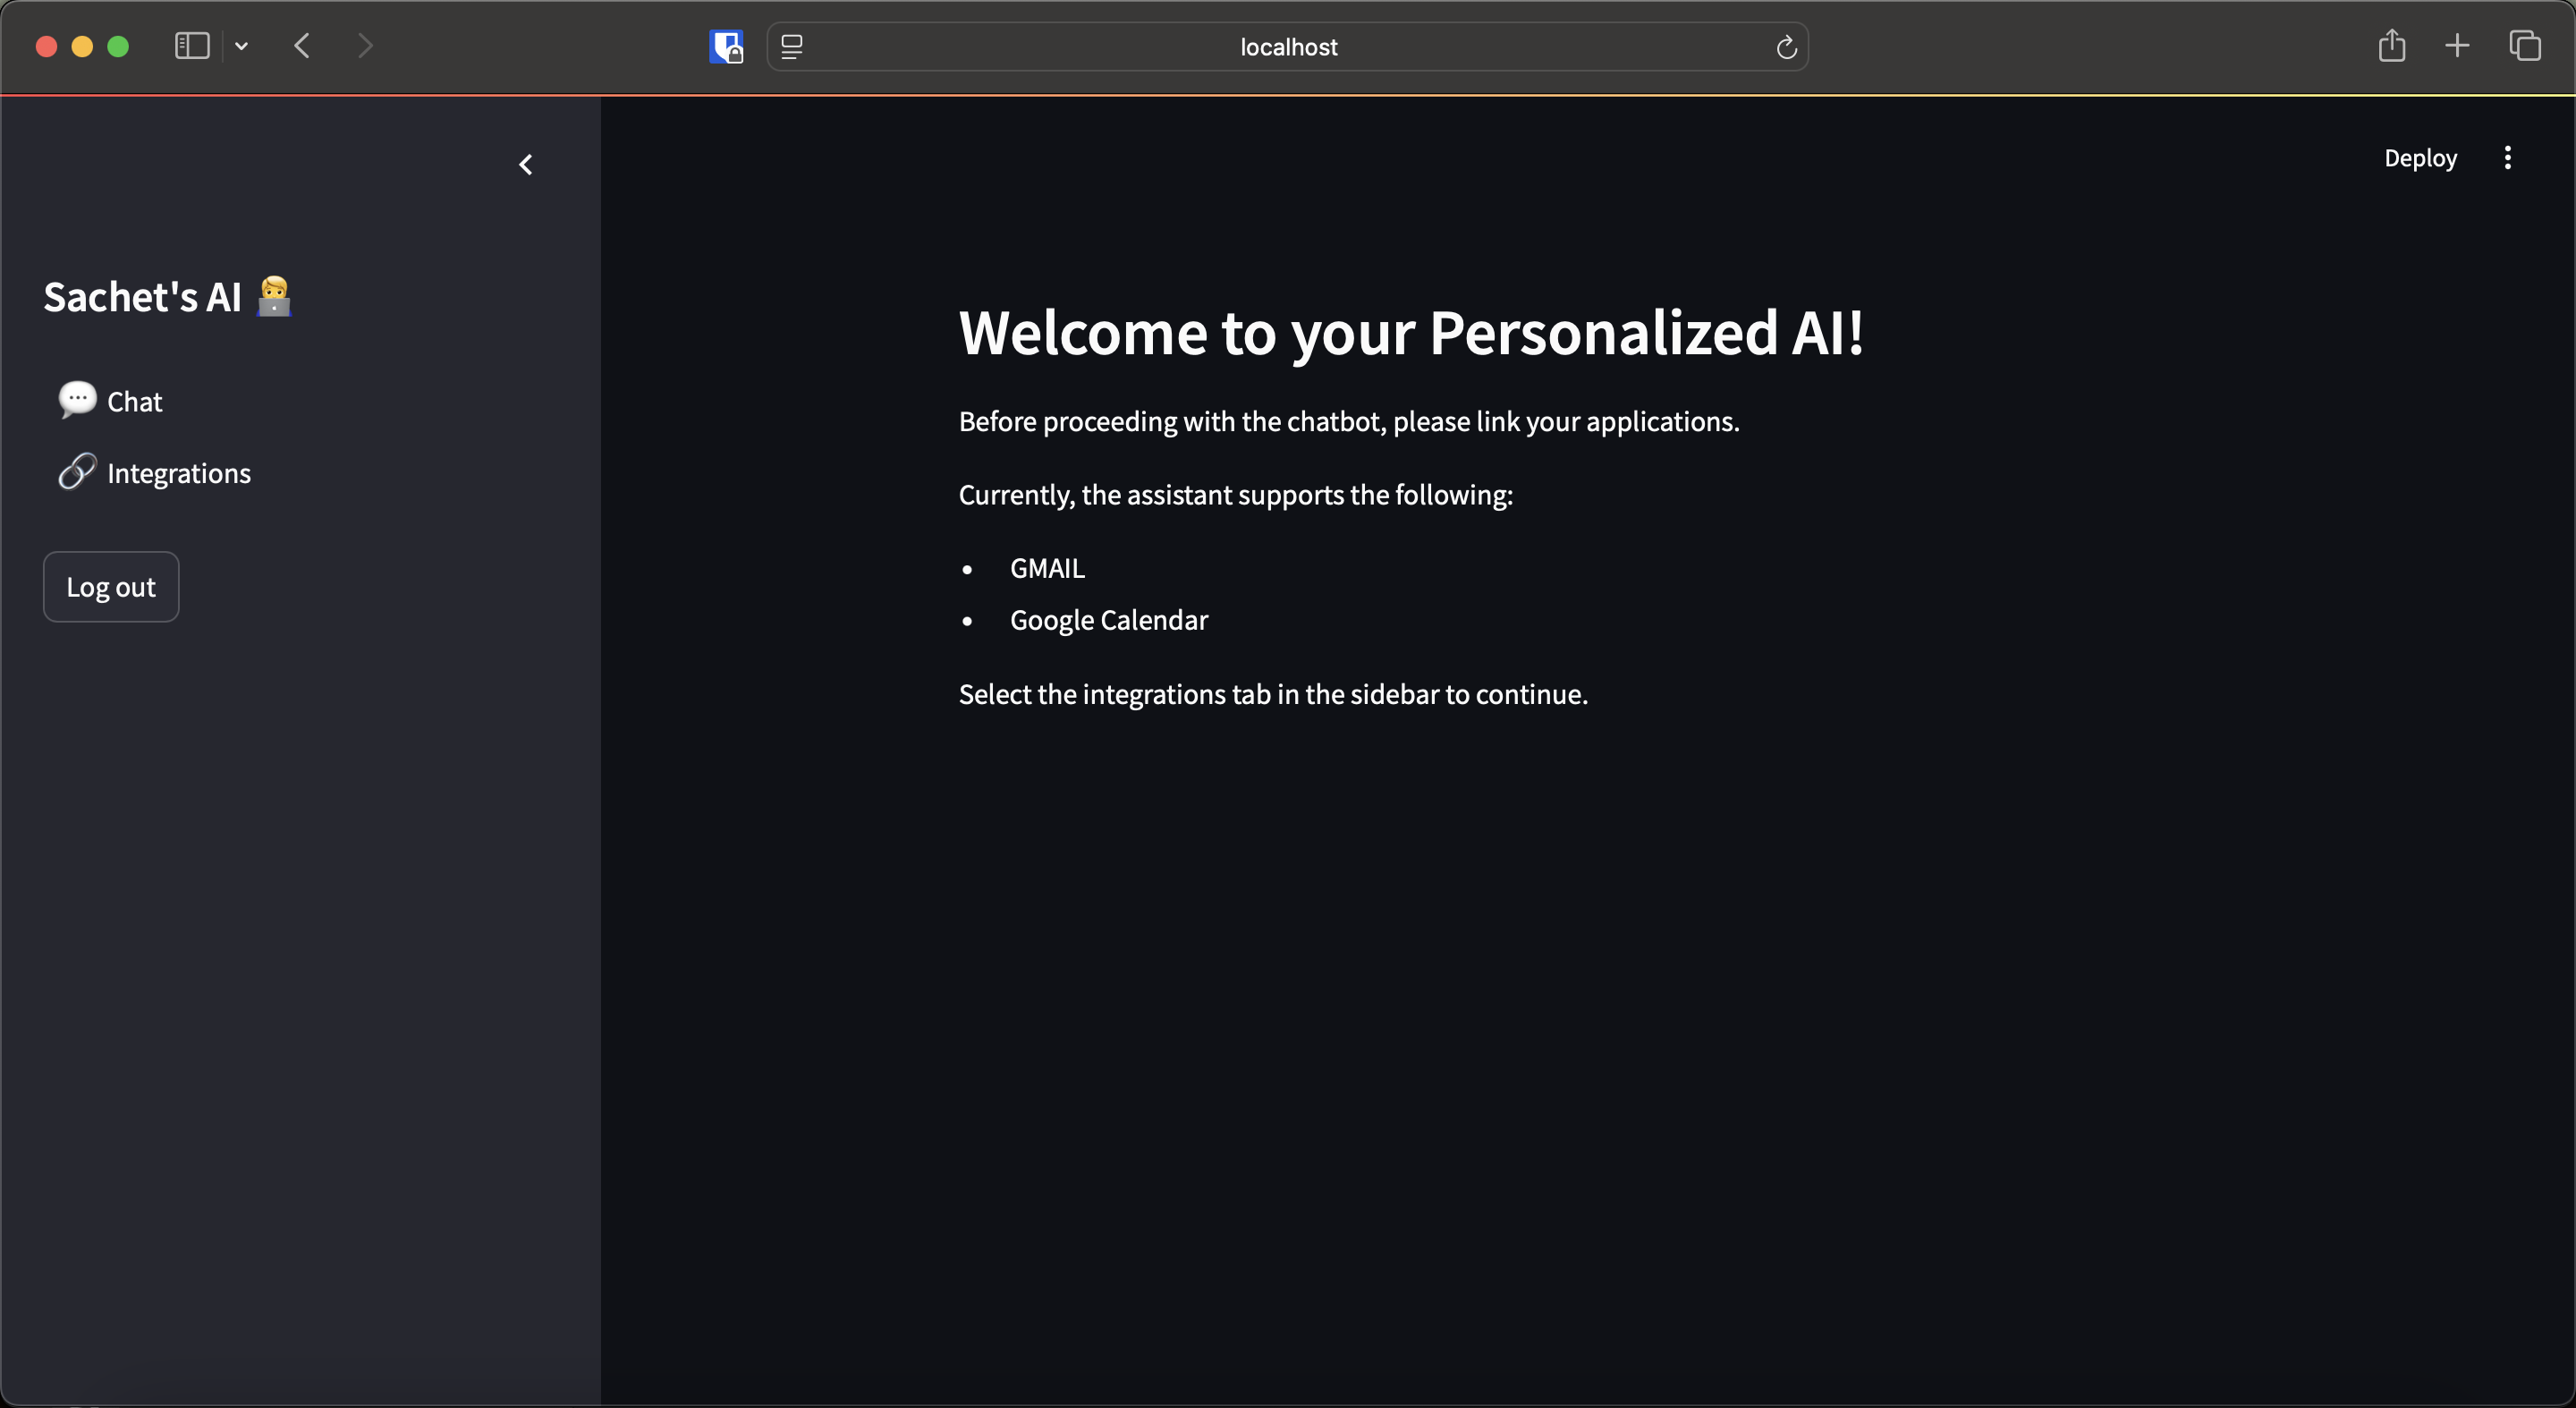 localhost
Deploy
Sachet's AI
Chat
Integrations
Log out
Welcome to your Personalized AI!
Before proceeding with the chatbot, please link your applications.
Currently, the assistant supports the following:
• GMAIL
• Google Calendar
Select the integrations tab in the sidebar to continue.